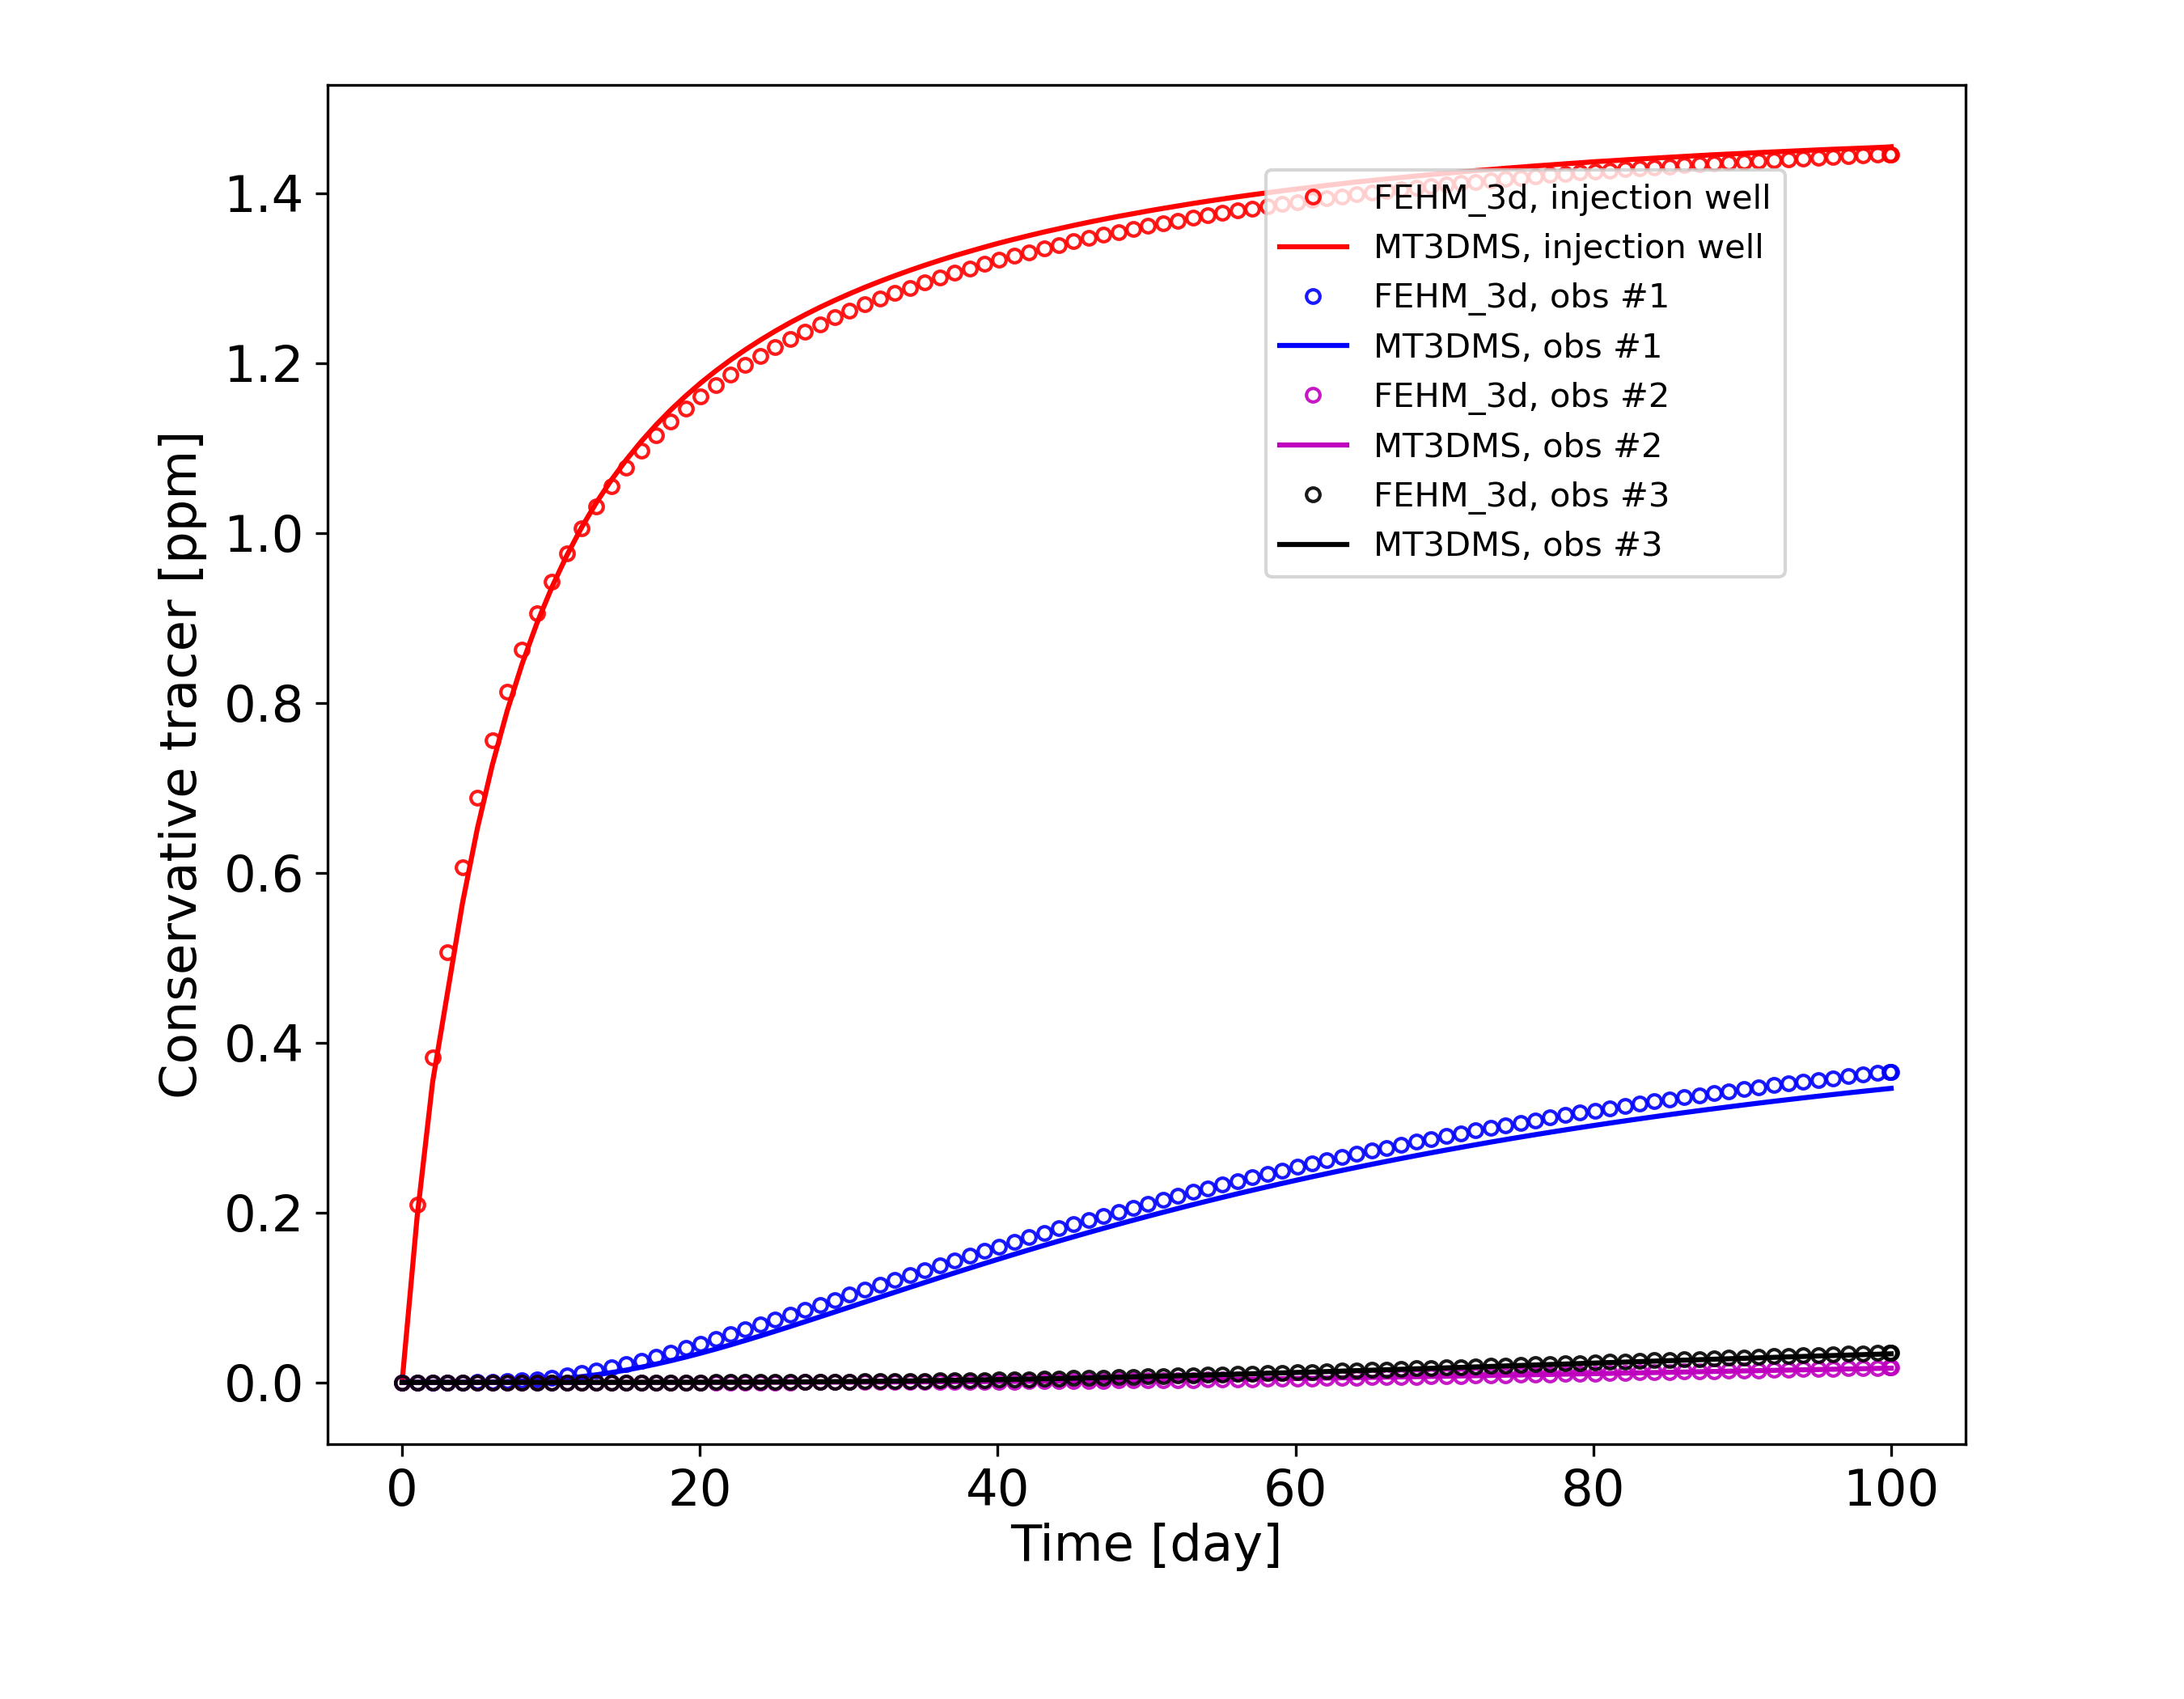 Conservative tracer [ppm]
1.4
1.2
1.0
0.8
0.6
0.4
0.2
0.0
FEHM_3d, injection well
MT3DMS, injection well
FEHM_3d, obs #1
MT3DMS, obs #1
FEHM_3d, obs #2
MT3DMS, obs #2
FEHM_3d, obs #3
MT3DMS, obs #3
0 20 40 60 80 100
Time [day]